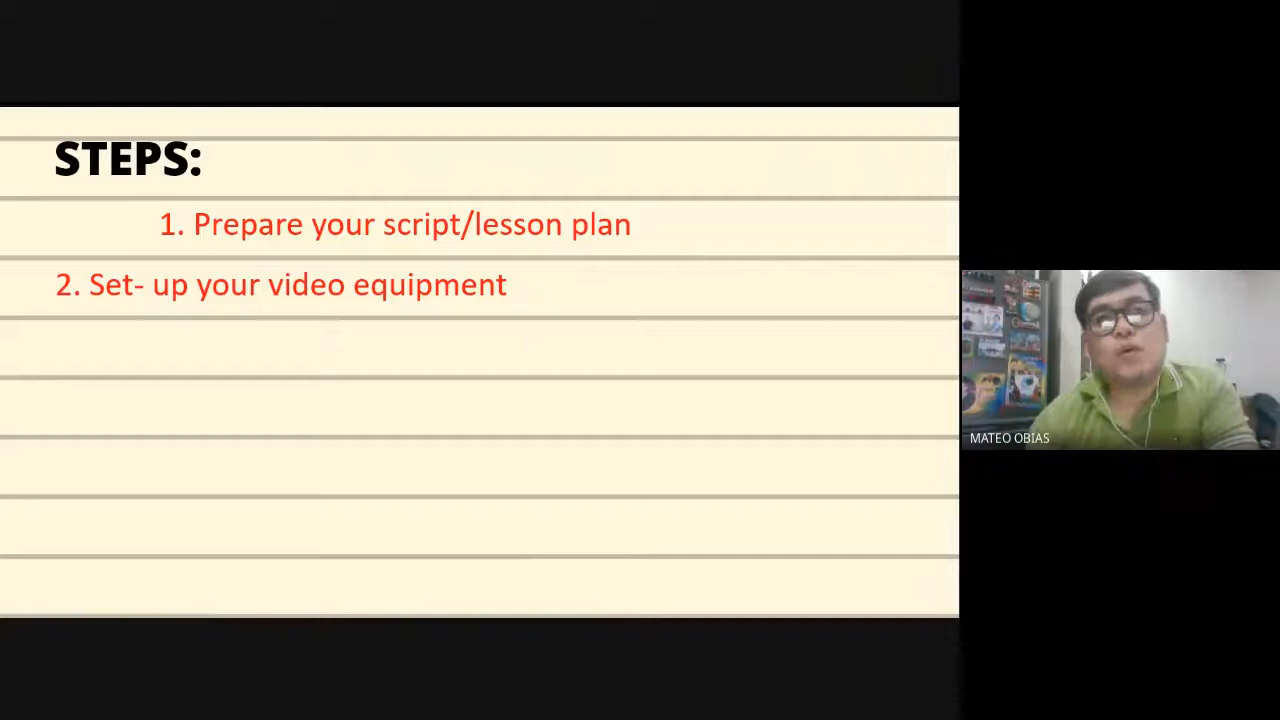 STEPS:
1. Prepare your script/lesson plan
2. Set- up your video equipment
MATEO OBIAS